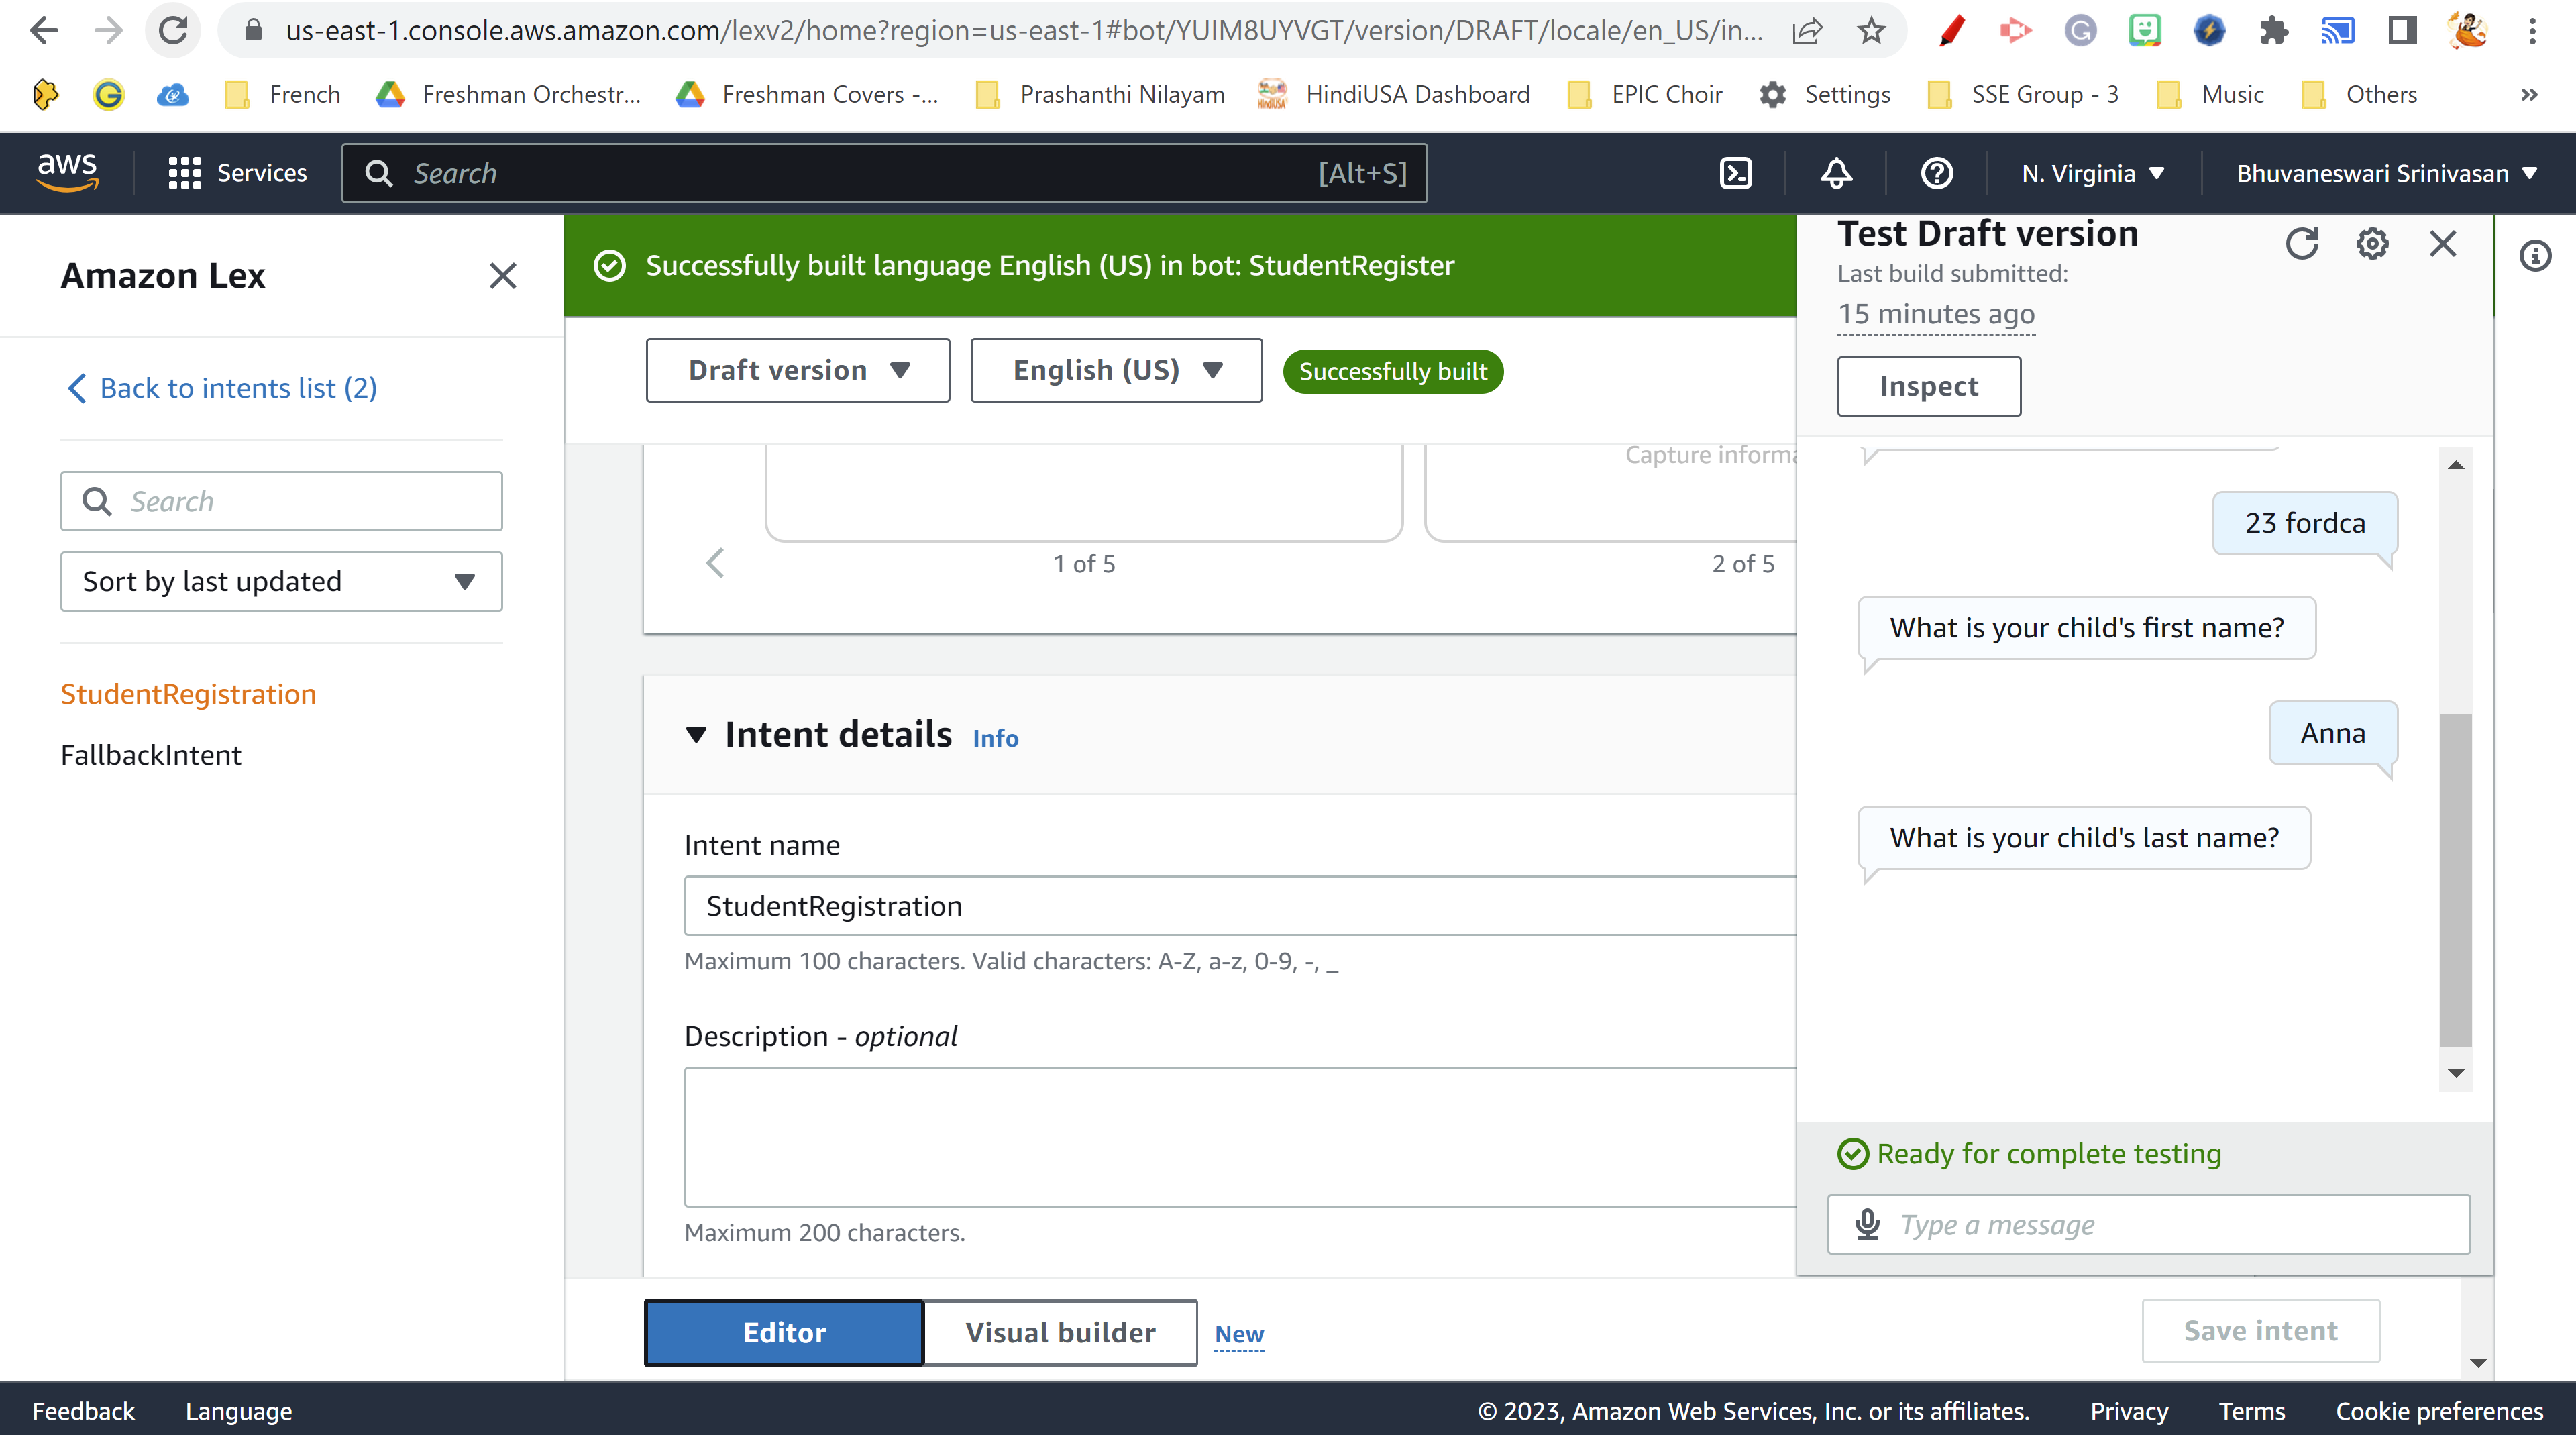 us-east-1.console.aws.amazon.com/lexv2/home?region=us-east-1#bot/YUIM8UYVGT/version/DRAFT/locale/en_US/in...
French
Freshman Orchestr...
Freshman Covers -...
Prashanthi Nilayam
HindiUSA Dashboard
EPIC Choir
Settings
SSE Group - 3
Music
Others
»
aws
Services
Search
[Alt+S]
N. Virginia
Bhuvaneswari Srinivasan
Amazon Lex
Back to intents list (2)
Search
Sort by last updated
StudentRegistration
FallbackIntent
Successfully built language English (US) in bot: StudentRegister
Draft version
English (US)
Successfully built
Capture informa
1 of 5
2 of 5
Intent details Info
Intent name
StudentRegistration
Maximum 100 characters. Valid characters: A-Z, a-z, 0-9, -, _
Description - optional
Maximum 200 characters.
Editor
Visual builder
New
Save intent
Test Draft version
Last build submitted:
15 minutes ago
Inspect
23 fordca
What is your child's first name?
Anna
What is your child's last name?
Ready for complete testing
Type a message
Feedback
Language
© 2023, Amazon Web Services, Inc. or its affiliates.
Privacy
Terms
Cookie preferences